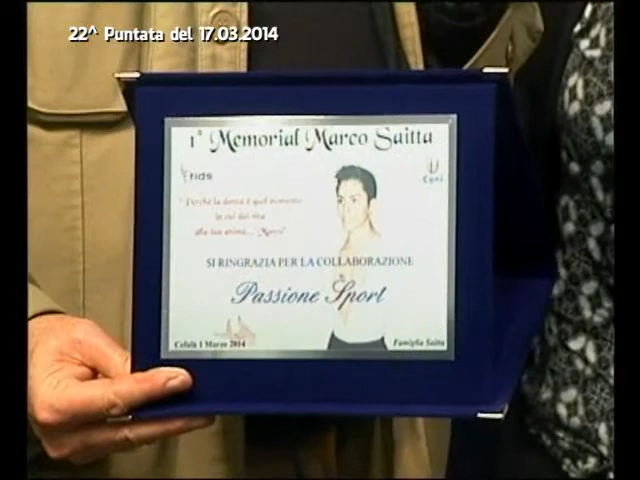 22^ Puntata del 17.03.2014
1° Memorial Marco Saitta
rids
Coni
"Perchè la danza è quel momento
in cui dai vita
alla tua anima..." Marco"
SI RINGRAZIA PER LA COLLABORAZIONE
Passione Sport
Cefalù 1 Marzo 2014
Famiglia Saitta